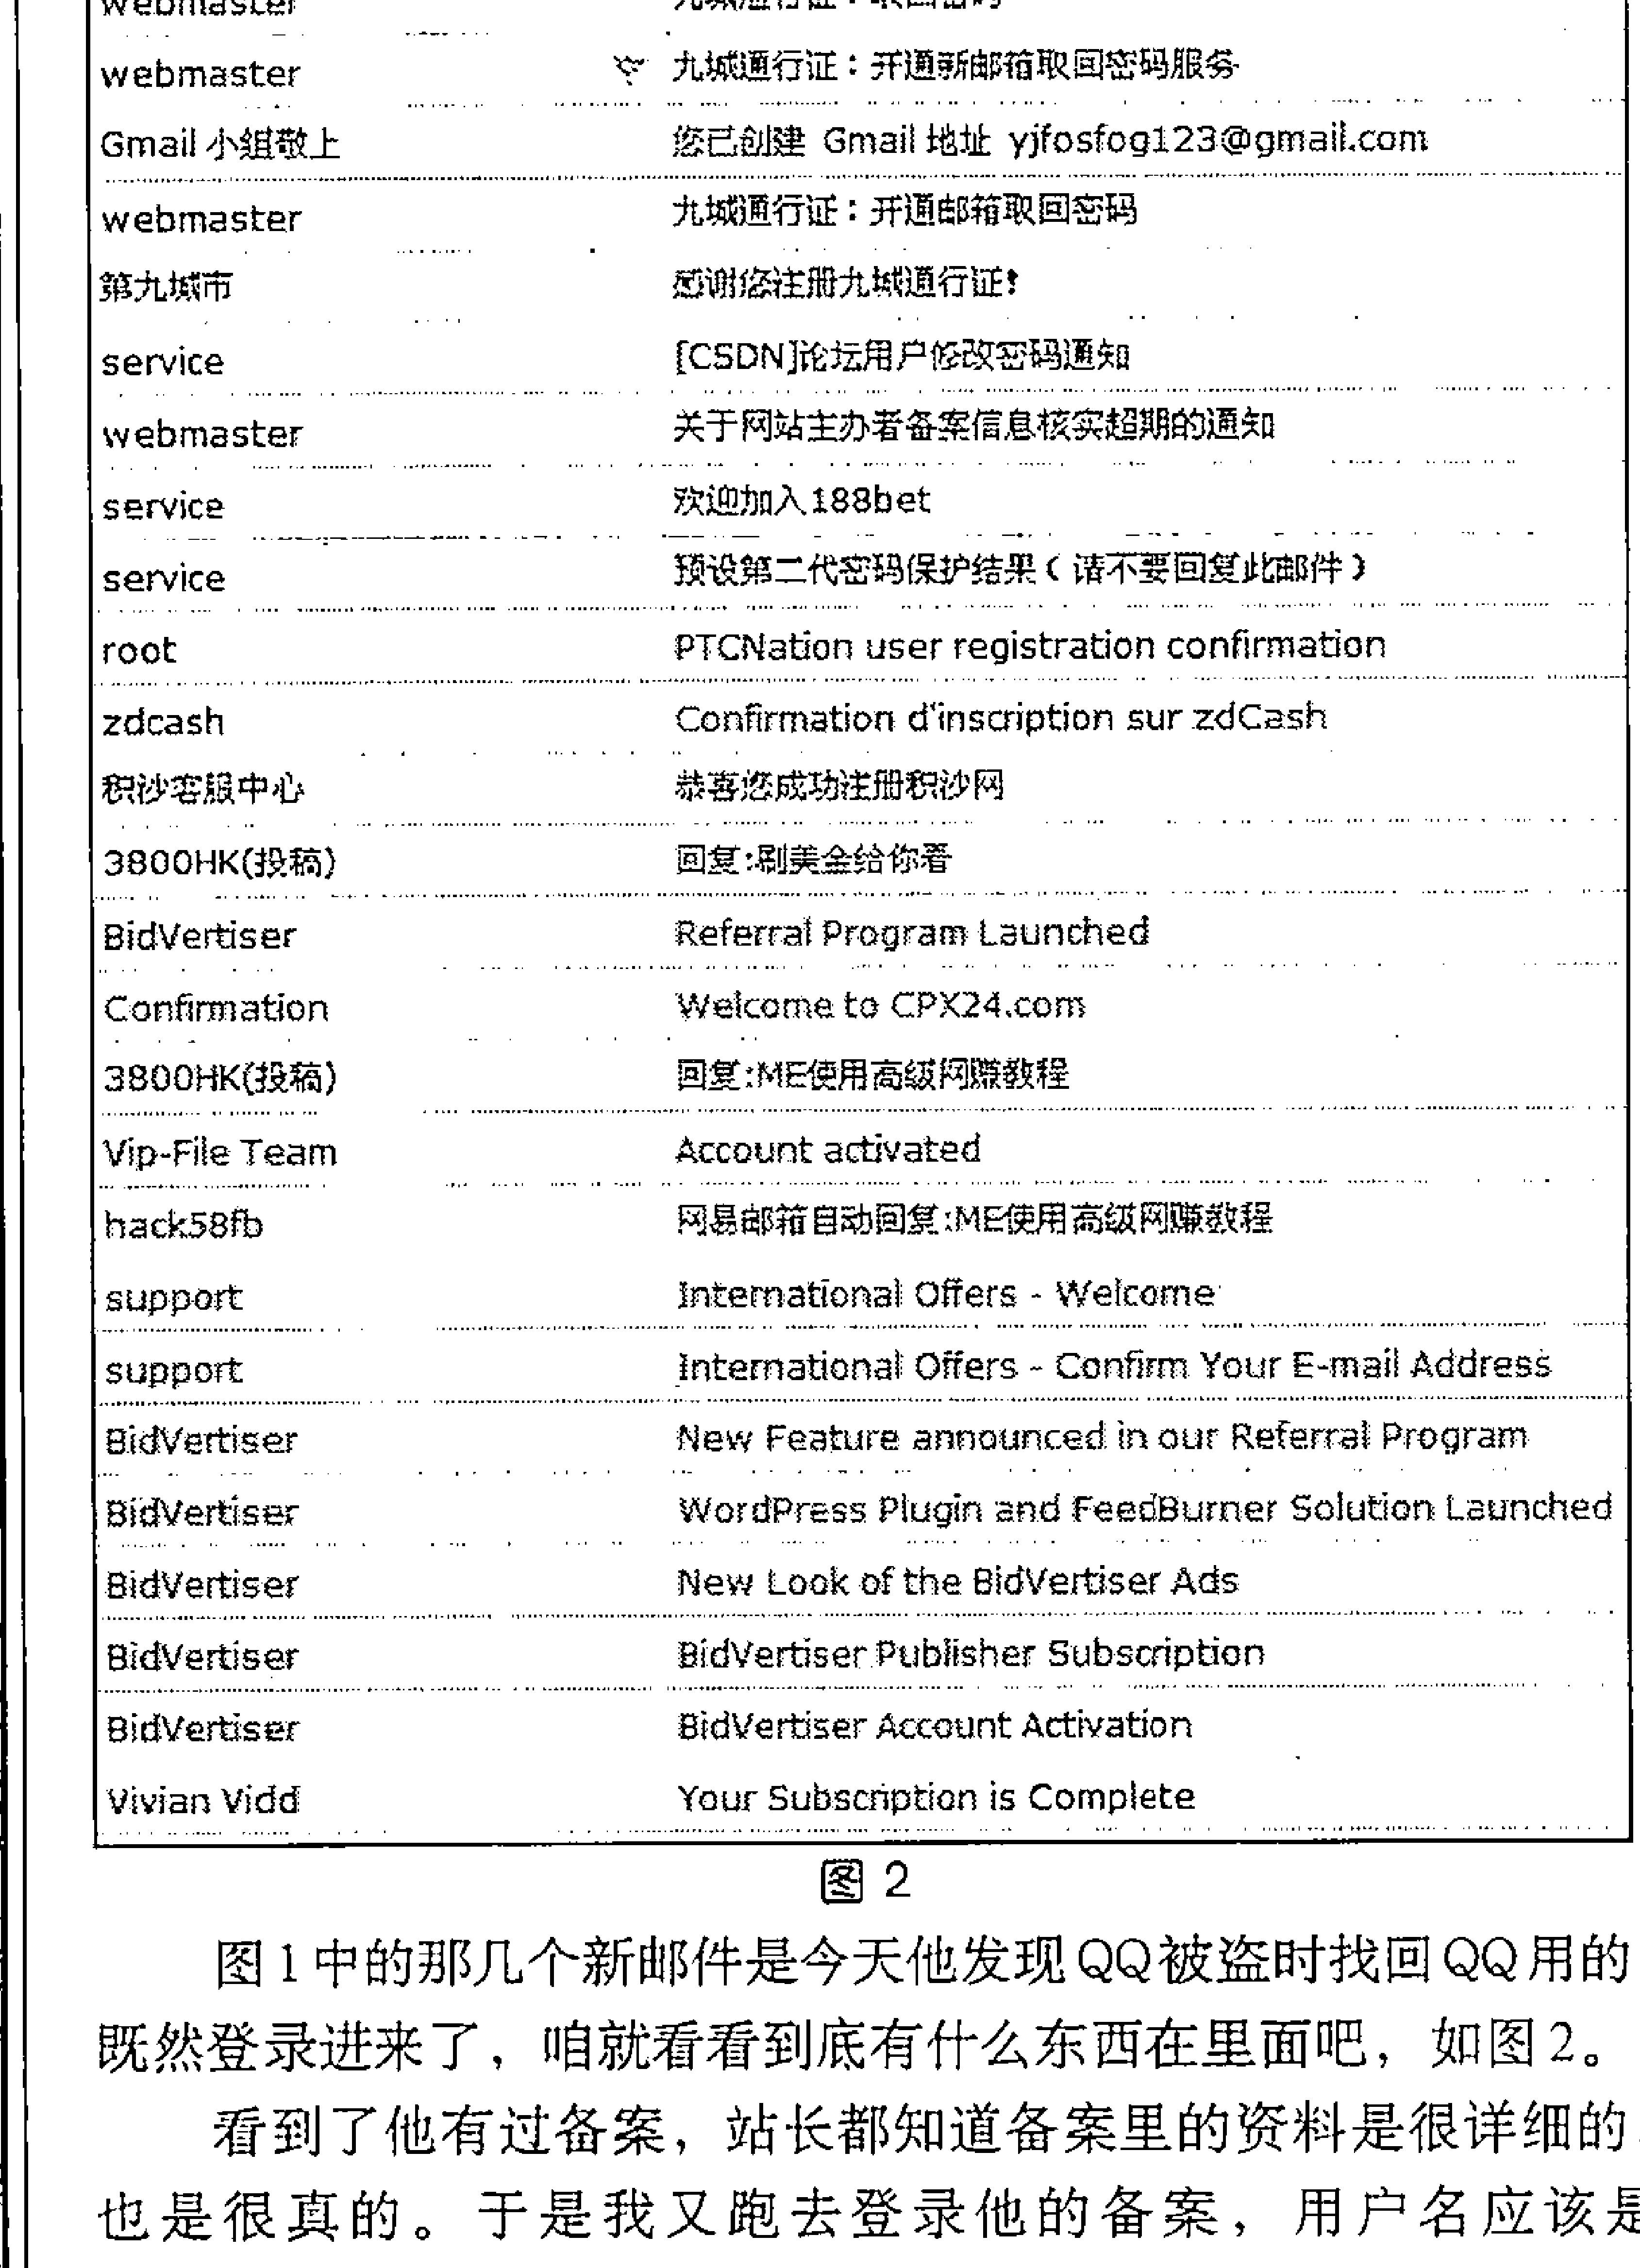 webmaster
webmaster 九城通行证：开通新邮箱取回密码服务
Gmail 小组敬上 您已创建 Gmail 地址 yjfosfog123@gmail.com
webmaster 九城通行证：开通邮箱取回密码
第九城市 感谢您注册九城通行证!
service [CSDN]论坛用户修改密码通知
webmaster 关于网站主办者备案信息核实超期的通知
service 欢迎加入188bet
service 预设第二代密码保护结果（请不要回复此邮件）
root PTCNation user registration confirmation
zdcash Confirmation d'inscription sur zdCash
积沙客服中心 恭喜您成功注册积沙网
3800HK(投稿) 回复:刷美金给你看
BidVertiser Referral Program Launched
Confirmation Welcome to CPX24.com
3800HK(投稿) 回复:ME使用高级网赚教程
Vip-File Team Account activated
hack58fb 网易邮箱自动回复:ME使用高级网赚教程
support International Offers - Welcome
support International Offers - Confirm Your E-mail Address
BidVertiser New Feature announced in our Referral Program
BidVertiser WordPress Plugin and FeedBurner Solution Launched
BidVertiser New Look of the BidVertiser Ads
BidVertiser BidVertiser Publisher Subscription
BidVertiser BidVertiser Account Activation
Vivian Vidd Your Subscription is Complete
图 2
图 1 中的那几个新邮件是今天他发现 QQ 被盗时找回 QQ 用的
既然登录进来了，咱就看看到底有什么东西在里面吧，如图 2。
看到了他有过备案，站长都知道备案里的资料是很详细的
也是很真的。于是我又跑去登录他的备案，用户名应该是